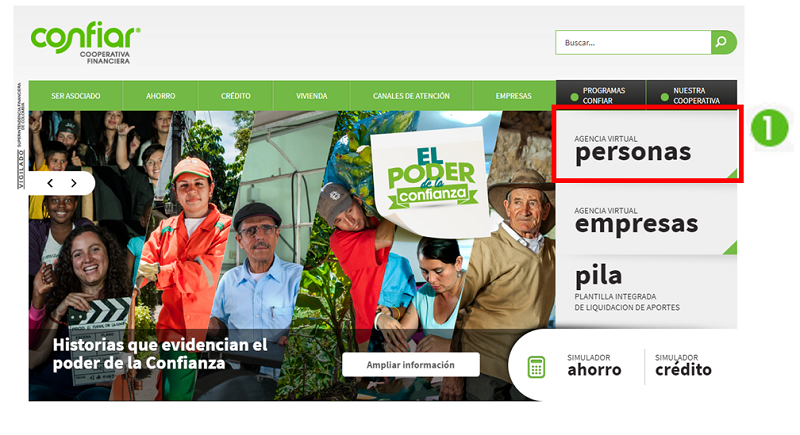 confiar®
COOPERATIVA
FINANCIERA
Buscar...
SER ASOCIADO
AHORRO
CRÉDITO
VIVIENDA
CANALES DE ATENCIÓN
EMPRESAS
PROGRAMAS
CONFIAR
NUESTRA
COOPERATIVA
VIGILADO
SUPERINTENDENCIA FINANCIERA
DE COLOMBIA
AGENCIA VIRTUAL
personas
1
EL
PODER
de la
confianza
AGENCIA VIRTUAL
empresas
pila
PLANTILLA INTEGRADA
DE LIQUIDACION DE APORTES
Historias que evidencian el
poder de la Confianza
Ampliar información
SIMULADOR
ahorro
SIMULADOR
crédito